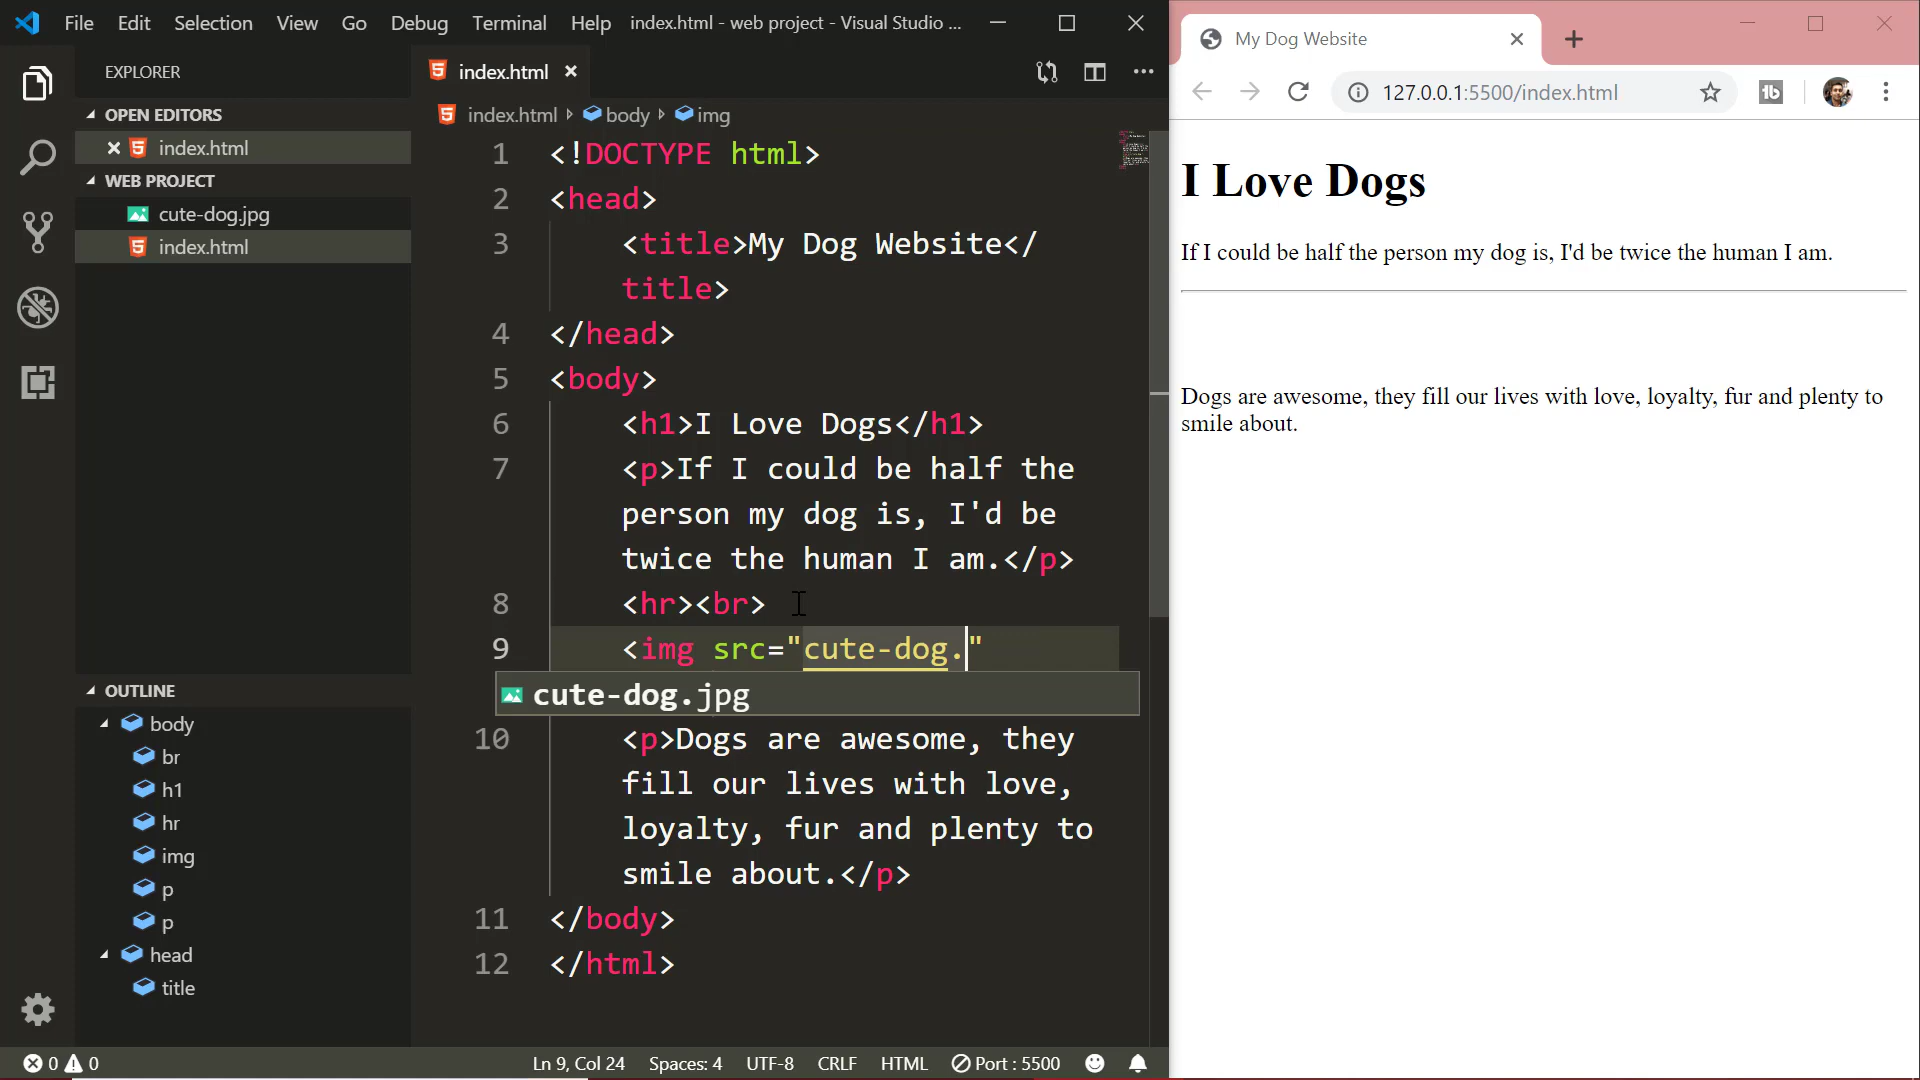 File Edit Selection View Go Debug Terminal Help index.html - web project - Visual Studio ...
EXPLORER
OPEN EDITORS
index.html
WEB PROJECT
cute-dog.jpg
index.html
OUTLINE
body
br
h1
hr
img
p
p
head
title
index.html
index.html body img
1 <!DOCTYPE html>
2 <head>
3 <title>My Dog Website</
title>
4 </head>
5 <body>
6 <h1>I Love Dogs</h1>
7 <p>If I could be half the
person my dog is, I'd be
twice the human I am.</p>
8 <hr><br>
9 <img src="cute-dog."
cute-dog.jpg
10 <p>Dogs are awesome, they
fill our lives with love,
loyalty, fur and plenty to
smile about.</p>
11 </body>
12 </html>
0 0 Ln 9, Col 24 Spaces: 4 UTF-8 CRLF HTML Port : 5500
My Dog Website
127.0.0.1:5500/index.html
I Love Dogs
If I could be half the person my dog is, I'd be twice the human I am.
Dogs are awesome, they fill our lives with love, loyalty, fur and plenty to
smile about.